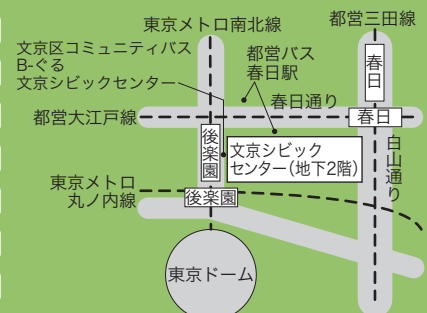 東京メトロ南北線
都営三田線
文京区コミュニティバス
B-ぐる
文京シビックセンター
都営バス
春日駅
春日
春日通り
都営大江戸線
春日
後楽園
文京シビック
センター(地下2階)
白山通り
東京メトロ
丸ノ内線
後楽園
東京ドーム